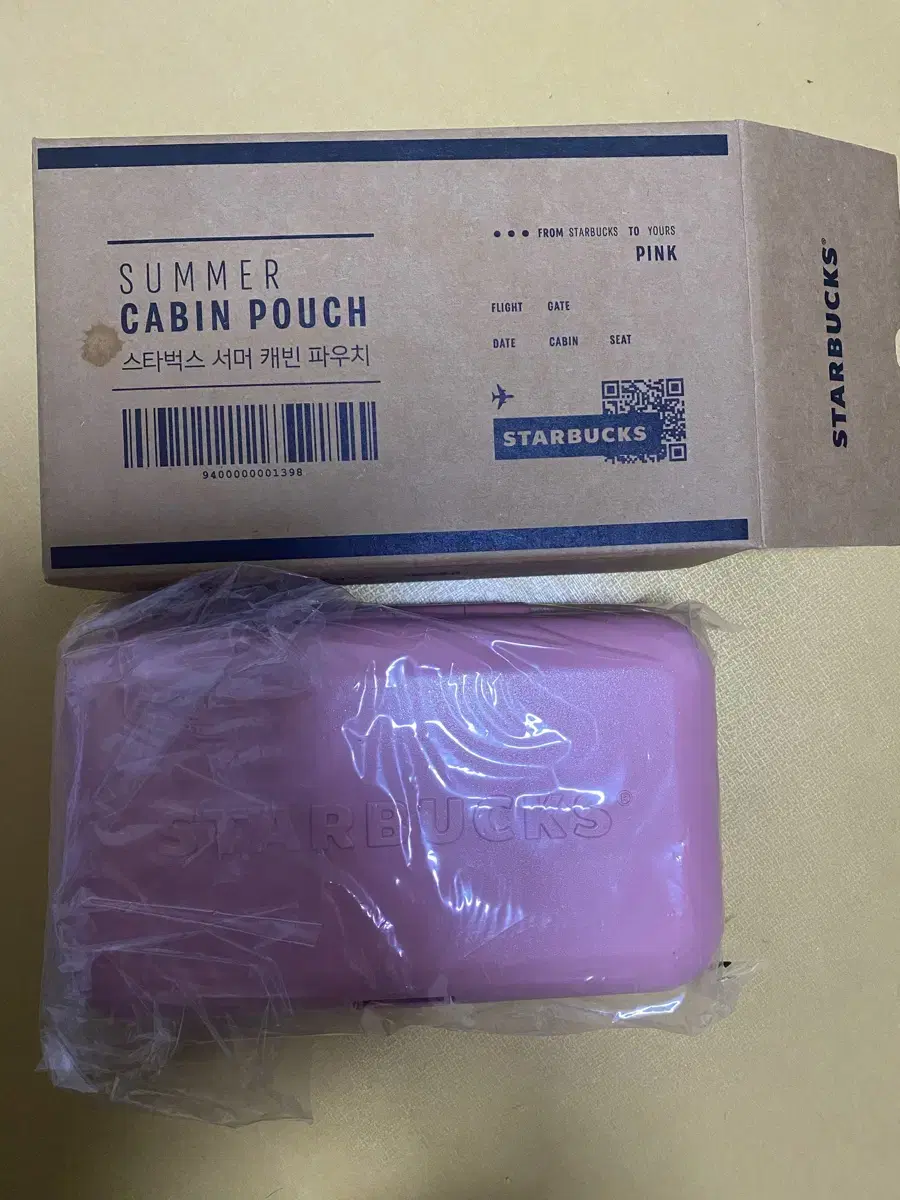 SUMMER
CABIN POUCH
스타벅스 서머 캐빈 파우치
9400000001398
FROM STARBUCKS TO YOURS
PINK
FLIGHT GATE
DATE CABIN SEAT
STARBUCKS
STARBUCKS®
STARBUCKS®